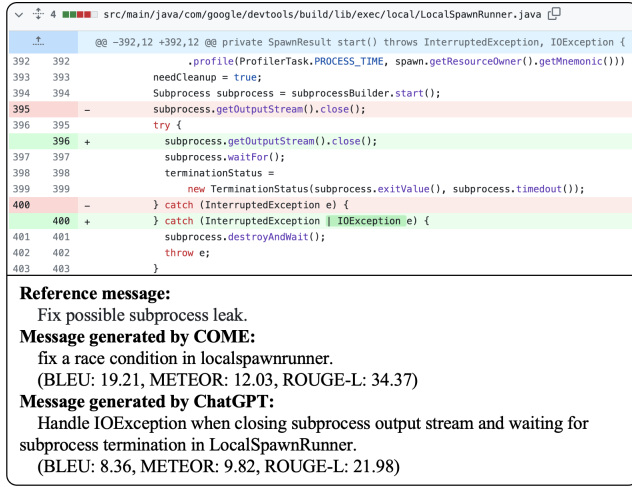 4 src/main/java/com/google/devtools/build/lib/exec/local/LocalSpawnRunner.java
@@ -392,12 +392,12 @@ private SpawnResult start() throws InterruptedException, IOException {
392 392 .profile(ProfilerTask.PROCESS_TIME, spawn.getResourceOwner().getMnemonic()))
393 393 needCleanup = true;
394 394 Subprocess subprocess = subprocessBuilder.start();
395 - subprocess.getOutputStream().close();
396 395 try {
396 + subprocess.getOutputStream().close();
397 397 subprocess.waitFor();
398 398 terminationStatus =
399 399 new TerminationStatus(subprocess.exitValue(), subprocess.timedout());
400 - } catch (InterruptedException e) {
400 + } catch (InterruptedException | IOException e) {
401 401 subprocess.destroyAndWait();
402 402 throw e;
403 403 }
Reference message:
Fix possible subprocess leak.
Message generated by COME:
fix a race condition in localspawnrunner.
(BLEU: 19.21, METEOR: 12.03, ROUGE-L: 34.37)
Message generated by ChatGPT:
Handle IOException when closing subprocess output stream and waiting for
subprocess termination in LocalSpawnRunner.
(BLEU: 8.36, METEOR: 9.82, ROUGE-L: 21.98)